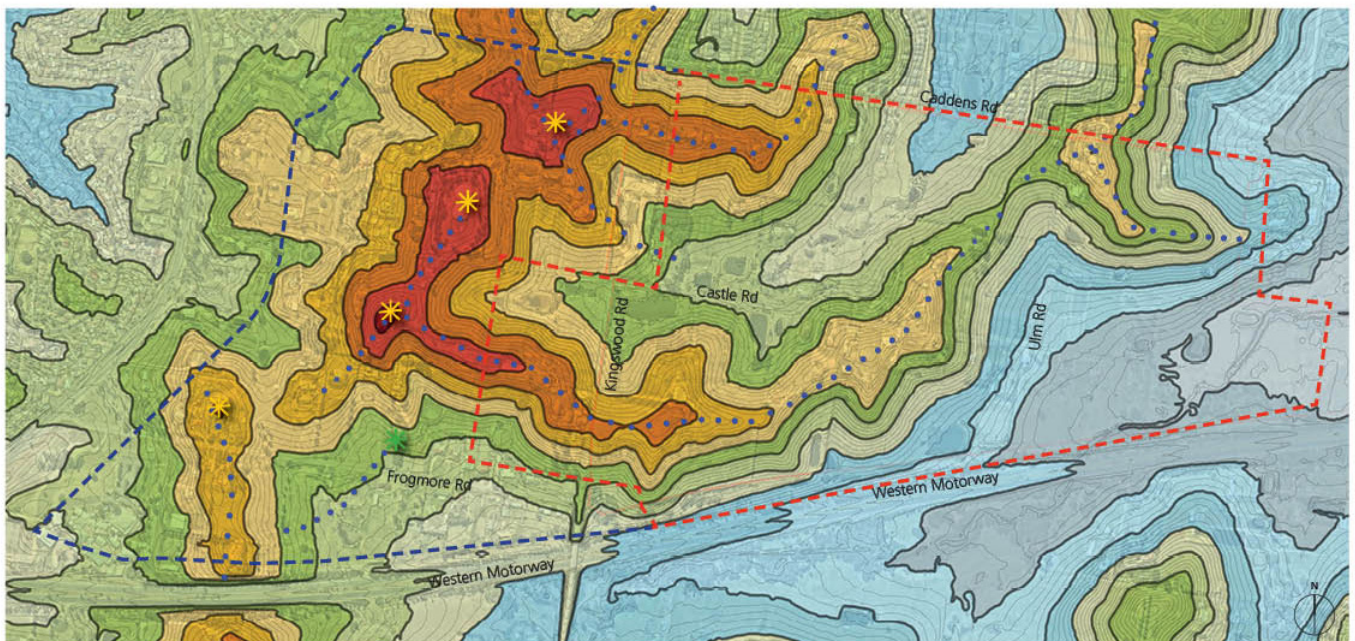 Caddens Rd
Castle Rd
Kingswood Rd
Ulm Rd
Frogmore Rd
Western Motorway
Western Motorway
N